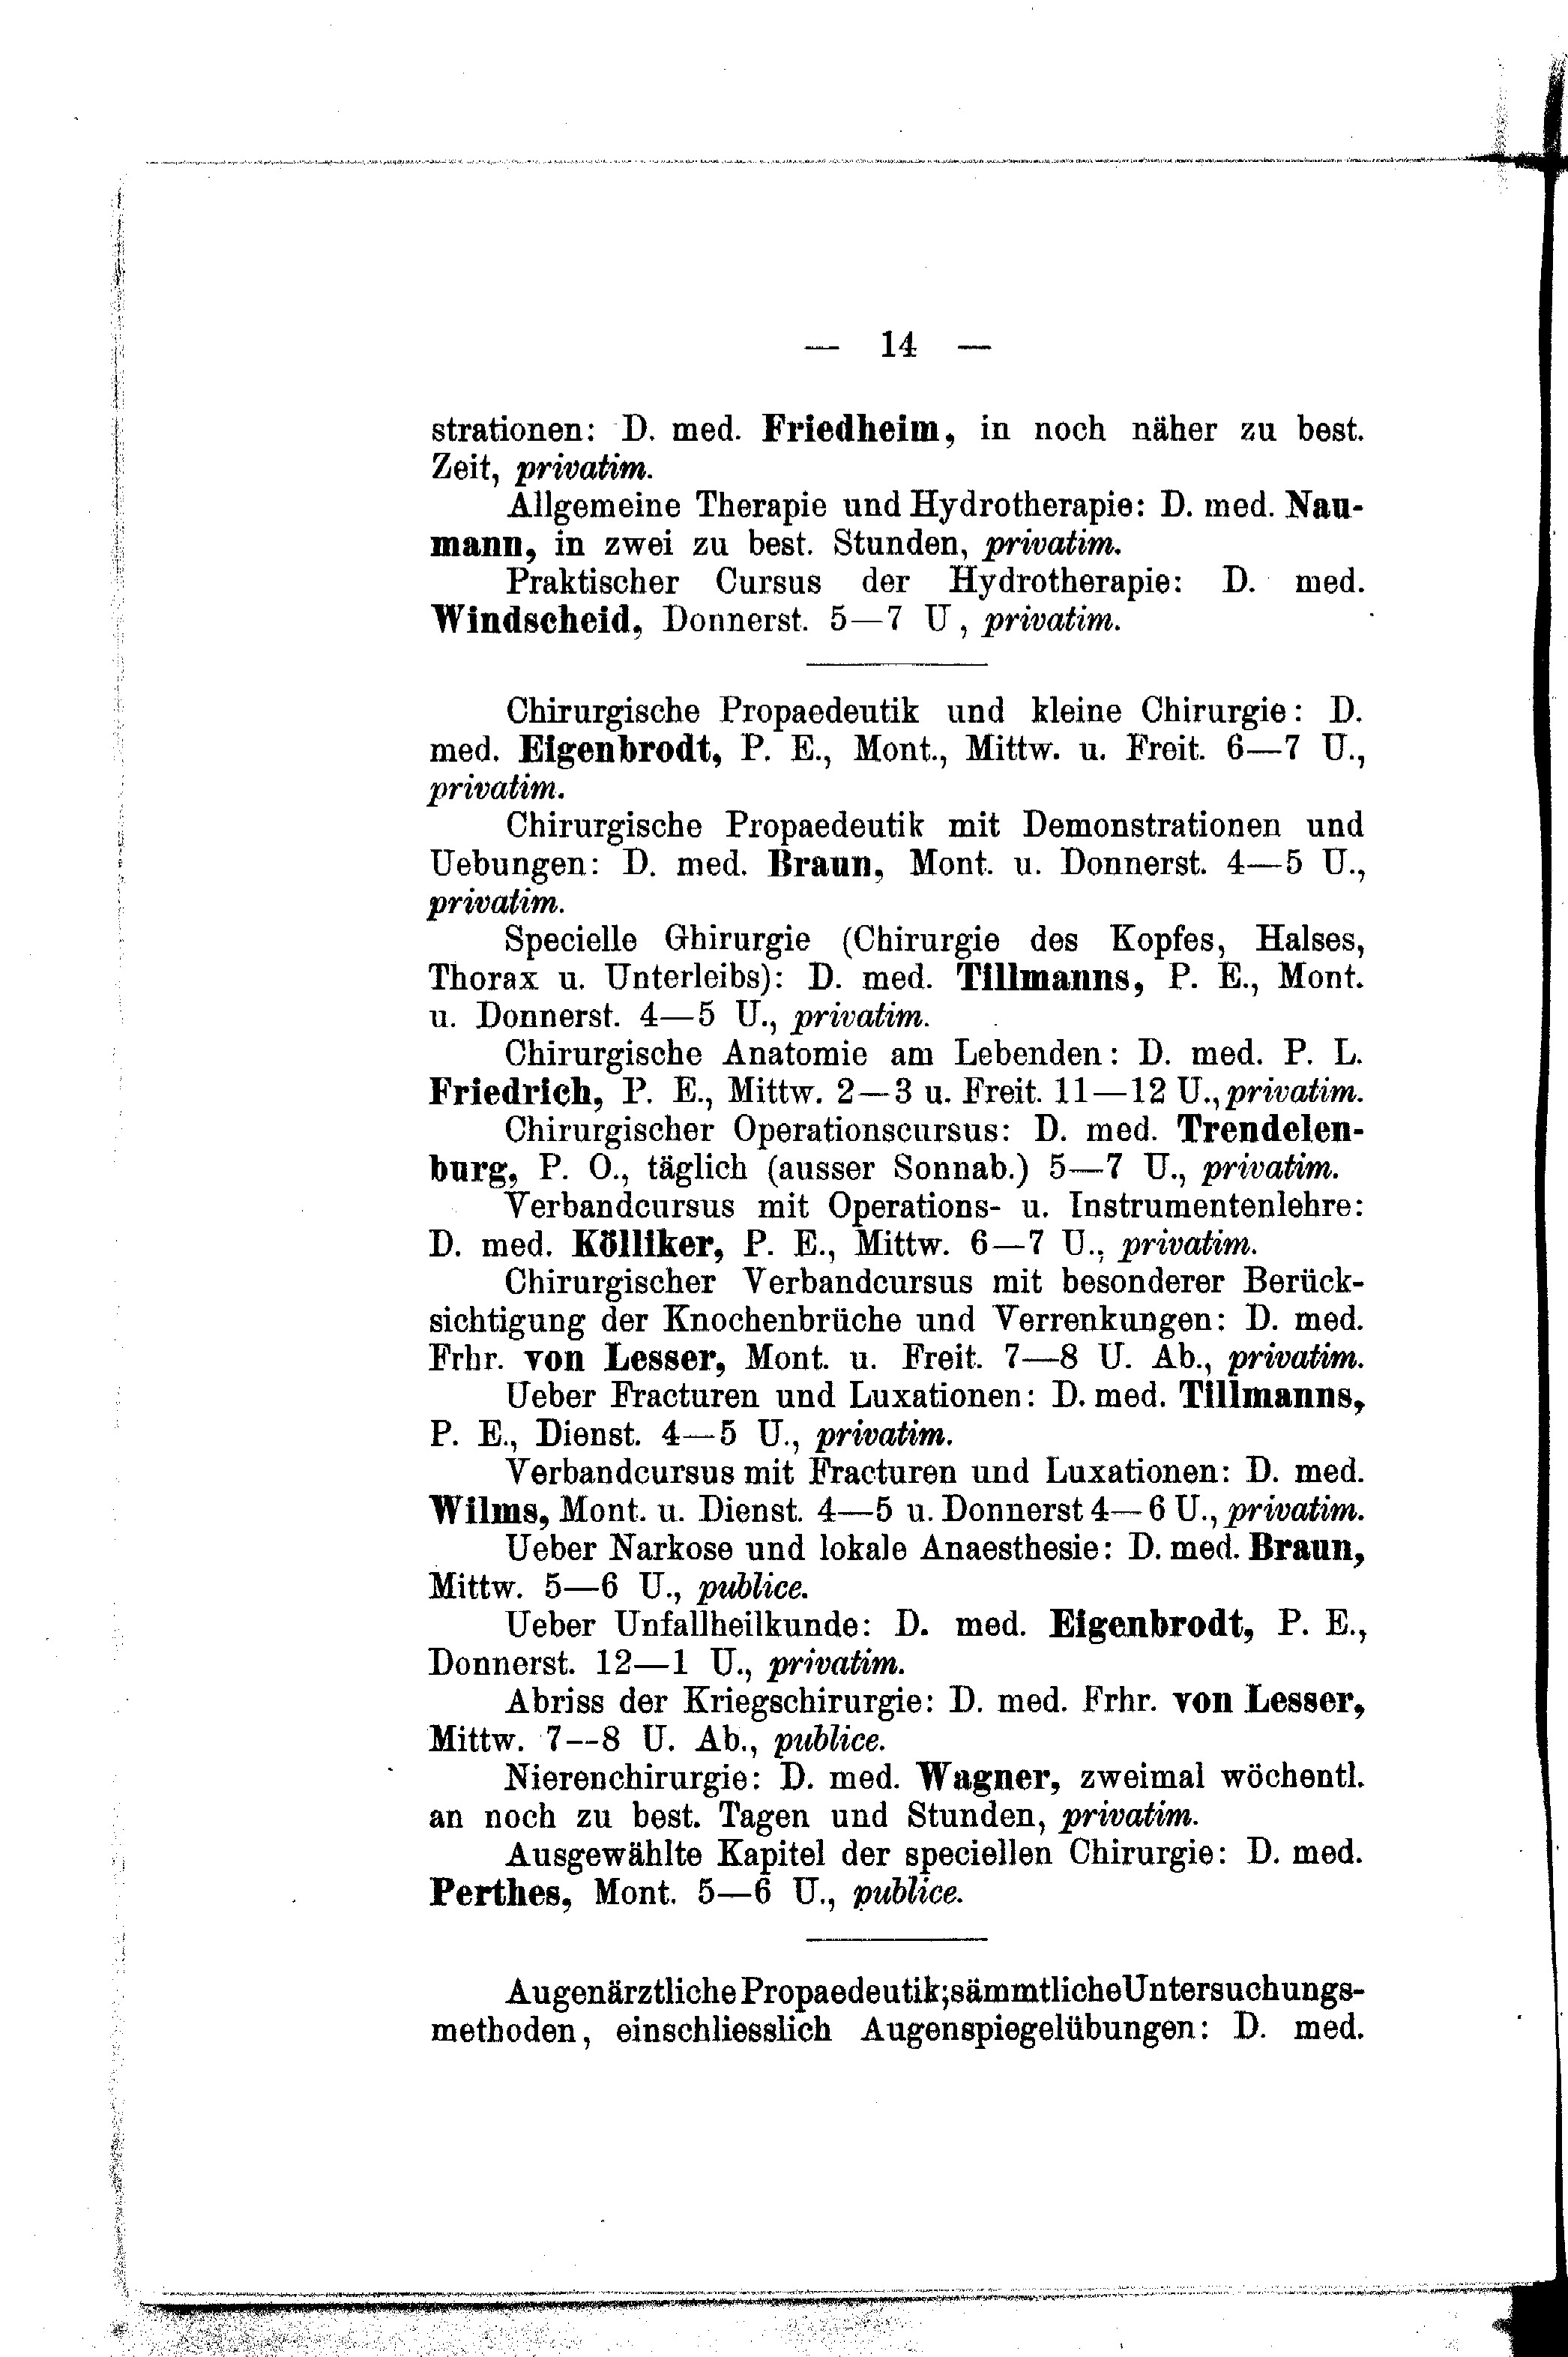 — 14 —
strationen: D. med. Friedheim, in noch näher zu best.
Zeit, privatim.
Allgemeine Therapie und Hydrotherapie: D. med. Nau-
mann, in zwei zu best. Stunden, privatim.
Praktischer Cursus der Hydrotherapie: D. med.
Windscheid, Donnerst. 5—7 U, privatim.
Chirurgische Propaedeutik und kleine Chirurgie: D.
med. Eigenbrodt, P. E., Mont., Mittw. u. Freit. 6—7 U.,
privatim.
Chirurgische Propaedeutik mit Demonstrationen und
Uebungen: D. med. Braun, Mont. u. Donnerst. 4—5 U.,
privatim.
Specielle Ghirurgie (Chirurgie des Kopfes, Halses,
Thorax u. Unterleibs): D. med. Tillmanns, P. E., Mont.
u. Donnerst. 4—5 U., privatim.
Chirurgische Anatomie am Lebenden: D. med. P. L.
Friedrich, P. E., Mittw. 2—3 u. Freit. 11—12 U., privatim.
Chirurgischer Operationscursus: D. med. Trendelen-
burg, P. O., täglich (ausser Sonnab.) 5—7 U., privatim.
Verbandcursus mit Operations- u. Instrumentenlehre:
D. med. Kölliker, P. E., Mittw. 6—7 U., privatim.
Chirurgischer Verbandcursus mit besonderer Berück-
sichtigung der Knochenbrüche und Verrenkungen: D. med.
Frhr. von Lesser, Mont. u. Freit. 7—8 U. Ab., privatim.
Ueber Fracturen und Luxationen: D. med. Tillmanns,
P. E., Dienst. 4—5 U., privatim.
Verbandcursus mit Fracturen und Luxationen: D. med.
Wilms, Mont. u. Dienst. 4—5 u. Donnerst 4—6 U., privatim.
Ueber Narkose und lokale Anaesthesie: D. med. Braun,
Mittw. 5—6 U., publice.
Ueber Unfallheilkunde: D. med. Eigenbrodt, P. E.,
Donnerst. 12—1 U., privatim.
Abriss der Kriegschirurgie: D. med. Frhr. von Lesser,
Mittw. 7--8 U. Ab., publice.
Nierenchirurgie: D. med. Wagner, zweimal wöchentl.
an noch zu best. Tagen und Stunden, privatim.
Ausgewählte Kapitel der speciellen Chirurgie: D. med.
Perthes, Mont. 5—6 U., publice.
Augenärztliche Propaedeutik; sämmtliche Untersuchungs-
methoden, einschliesslich Augenspiegelübungen: D. med.